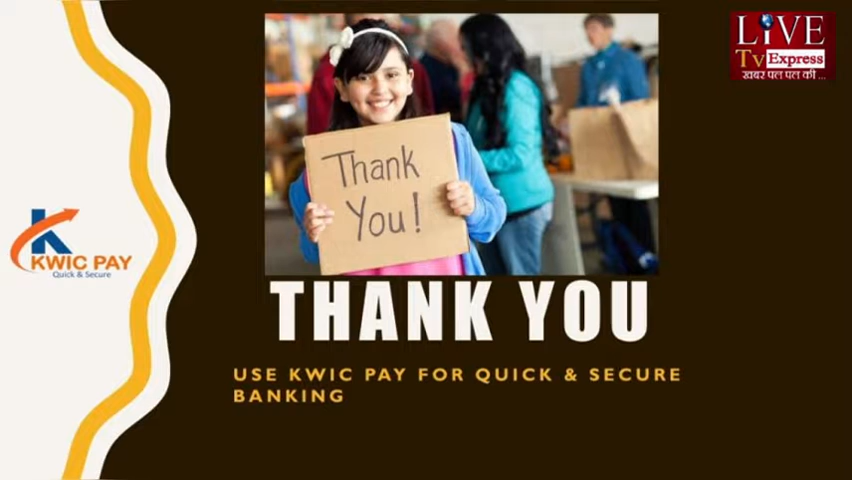 LIVE
Tv Express
खबर पल पल की ...
Thank
You!
KWIC PAY
Quick & Secure
THANK YOU
USE KWIC PAY FOR QUICK & SECURE
BANKING